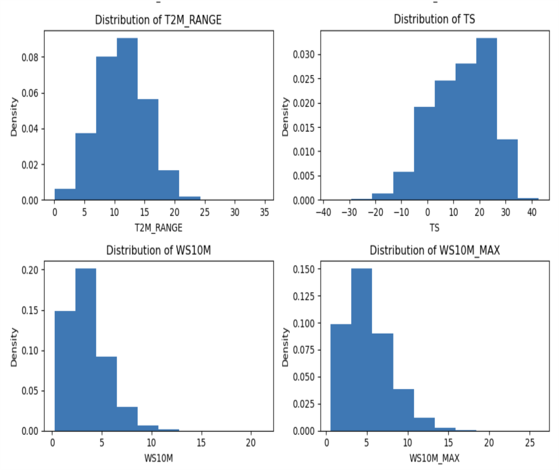 Distribution of T2M_RANGE
Density
0.08
0.06
0.04
0.02
0.00
0 5 10 15 20 25 30 35
T2M_RANGE
Distribution of TS
Density
0.030
0.025
0.020
0.015
0.010
0.005
0.000
−40 −30 −20 −10 0 10 20 30 40
TS
Distribution of WS10M
Density
0.20
0.15
0.10
0.05
0.00
0 5 10 15 20
WS10M
Distribution of WS10M_MAX
Density
0.150
0.125
0.100
0.075
0.050
0.025
0.000
0 5 10 15 20 25
WS10M_MAX